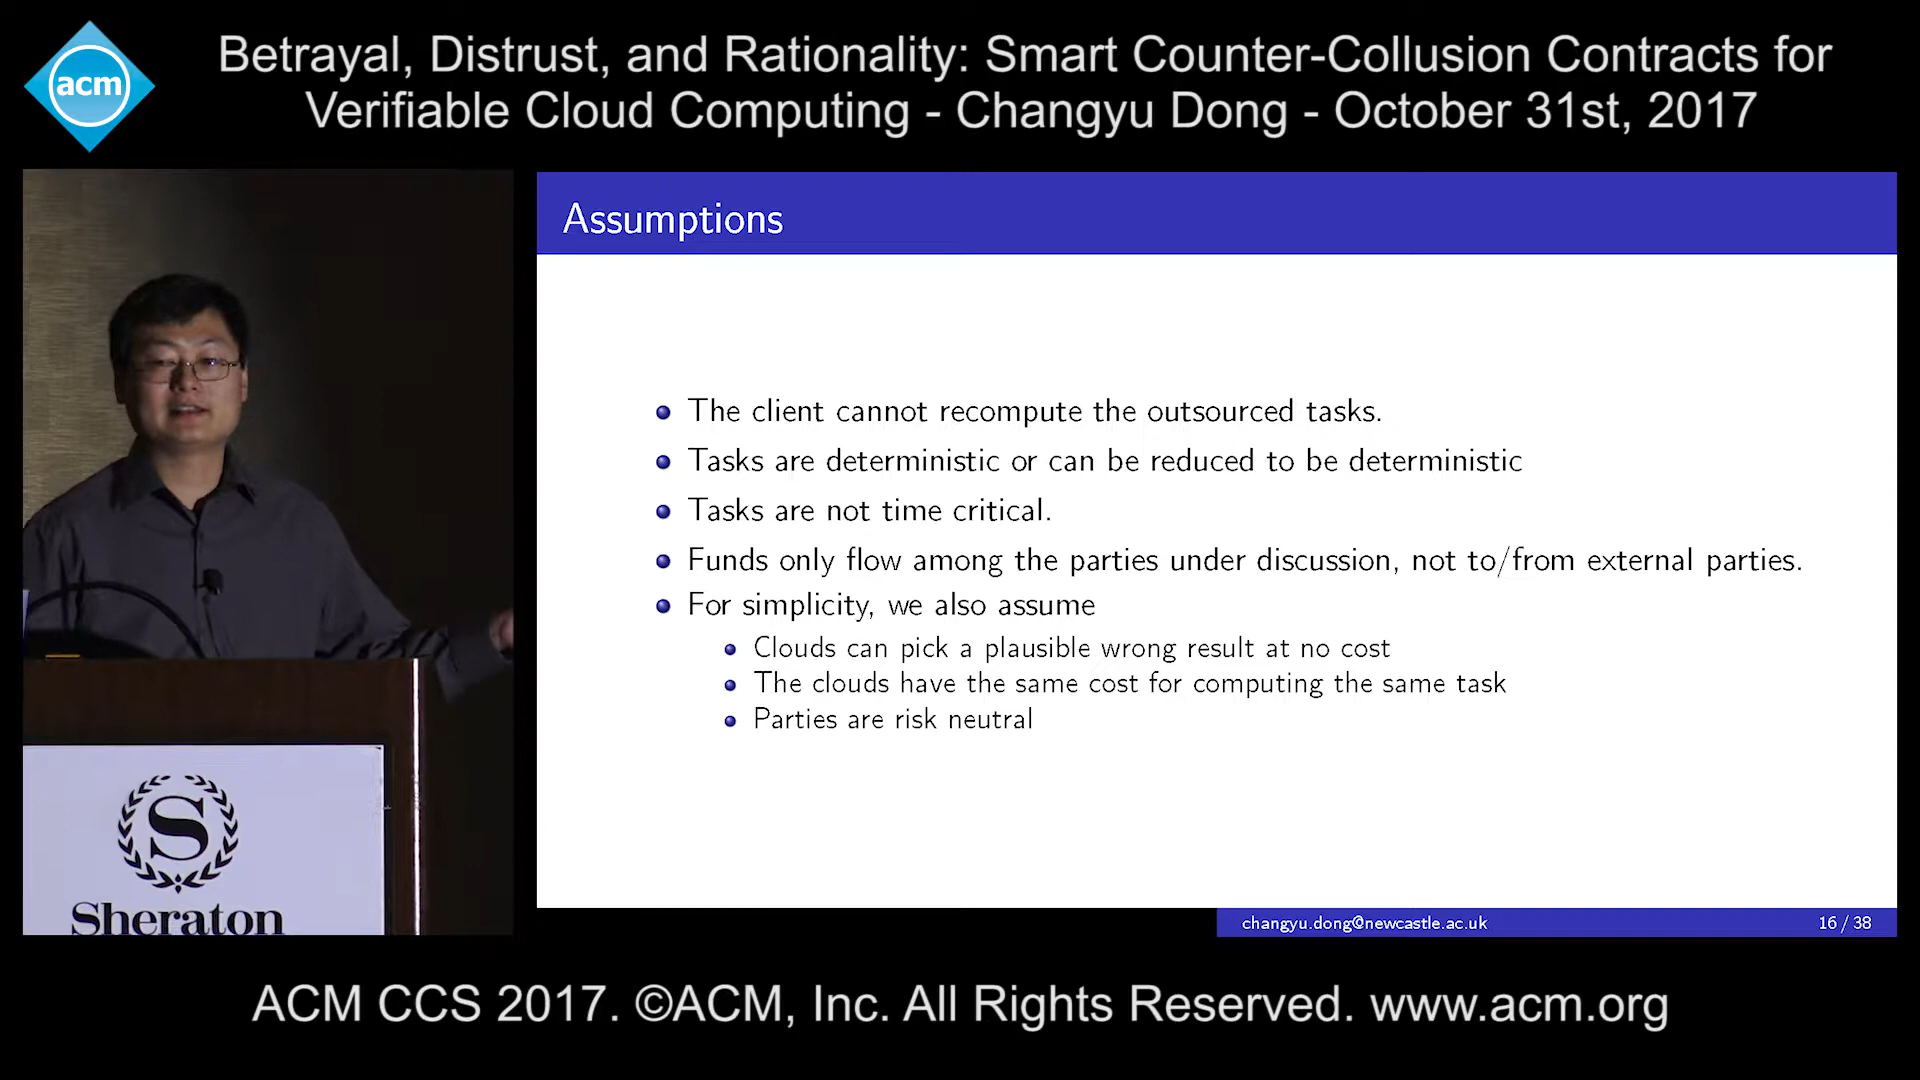 acm
Betrayal, Distrust, and Rationality: Smart Counter-Collusion Contracts for
Verifiable Cloud Computing - Changyu Dong - October 31st, 2017
Assumptions
The client cannot recompute the outsourced tasks.
Tasks are deterministic or can be reduced to be deterministic
Tasks are not time critical.
Funds only flow among the parties under discussion, not to/from external parties.
For simplicity, we also assume
Clouds can pick a plausible wrong result at no cost
The clouds have the same cost for computing the same task
Parties are risk neutral
changyu.dong@newcastle.ac.uk 16 / 38
S
Sheraton
ACM CCS 2017. ©ACM, Inc. All Rights Reserved. www.acm.org